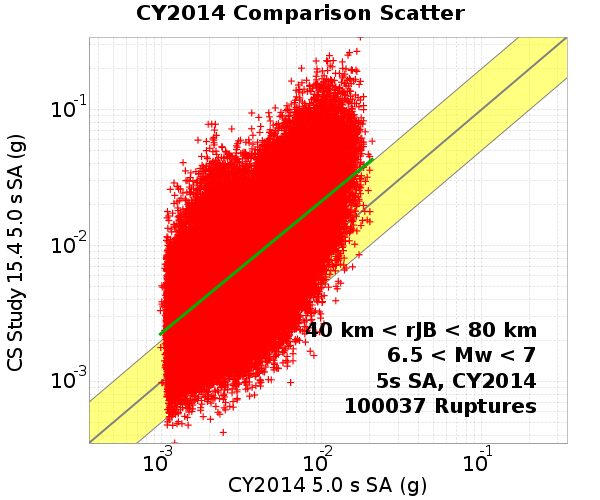 CY2014 Comparison Scatter
CS Study 15.4 5.0 s SA (g)
10-1
10-2
10-3
40 km < rJB < 80 km
6.5 < Mw < 7
5s SA, CY2014
100037 Ruptures
10-3 10-2 10-1
CY2014 5.0 s SA (g)